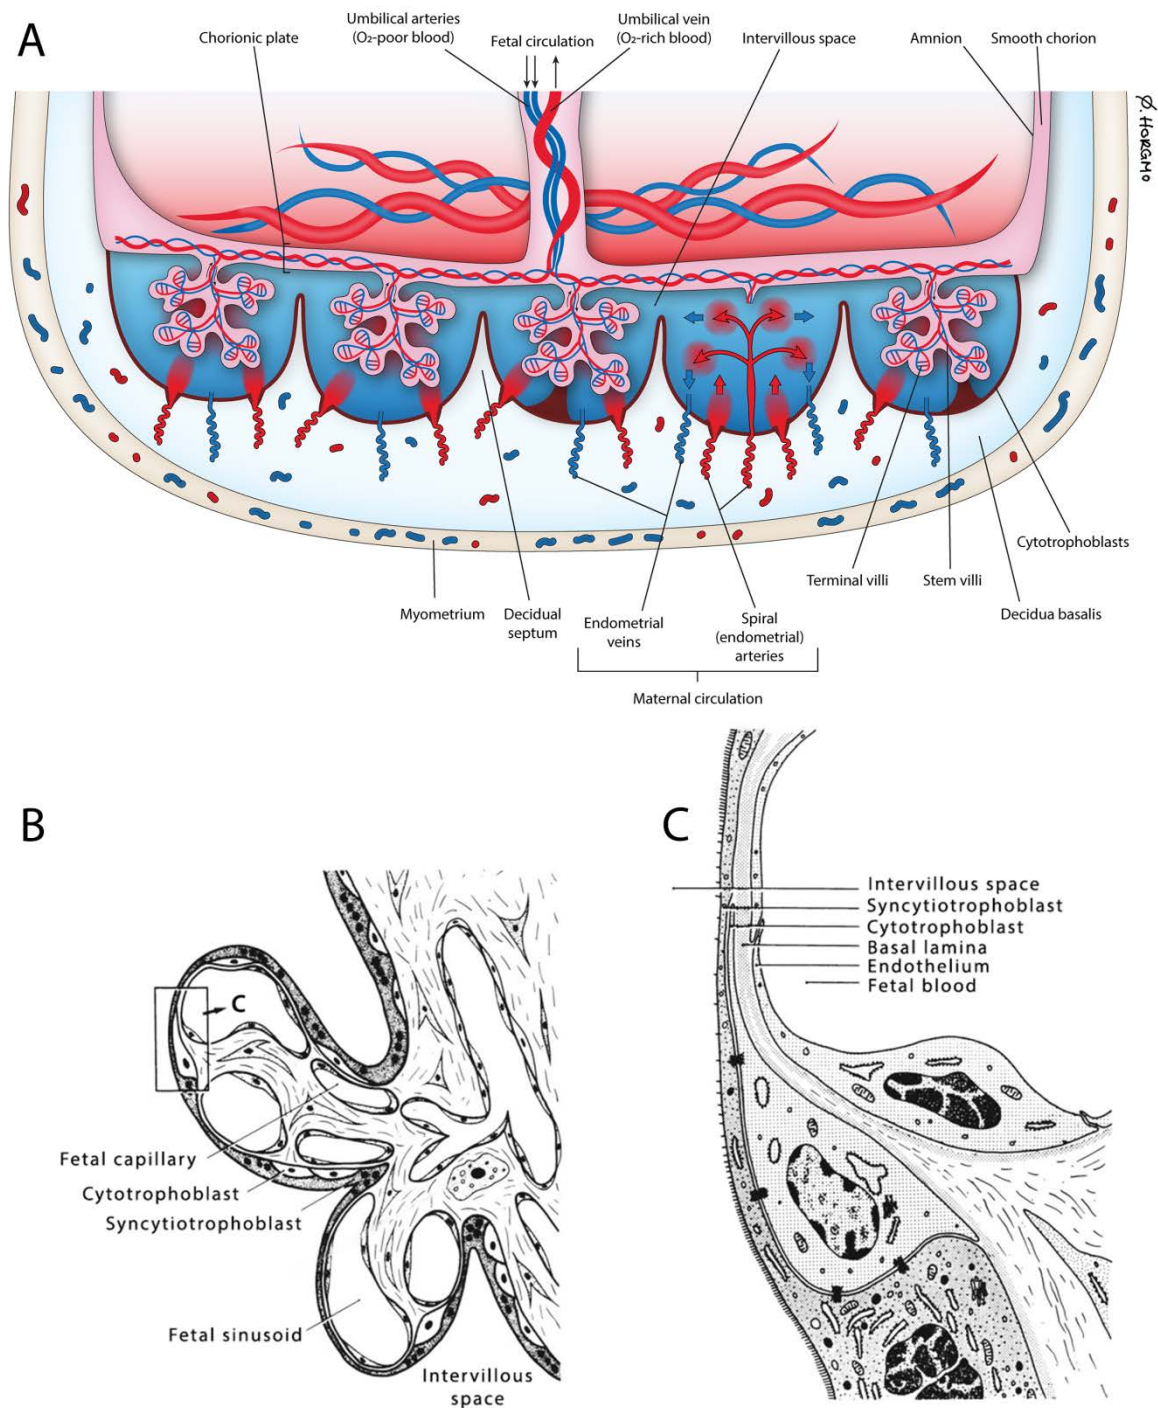 A
Chorionic plate
Umbilical arteries
(O₂-poor blood)
Fetal circulation
Umbilical vein
(O₂-rich blood)
Intervillous space
Amnion
Smooth chorion
Ø. HORGMO
Cytotrophoblasts
Terminal villi
Stem villi
Myometrium
Decidual
septum
Endometrial
veins
Spiral
(endometrial)
arteries
Decidua basalis
Maternal circulation
B
C
Fetal capillary
Cytotrophoblast
Syncytiotrophoblast
Fetal sinusoid
Intervillous
space
C
Intervillous space
Syncytiotrophoblast
Cytotrophoblast
Basal lamina
Endothelium
Fetal blood